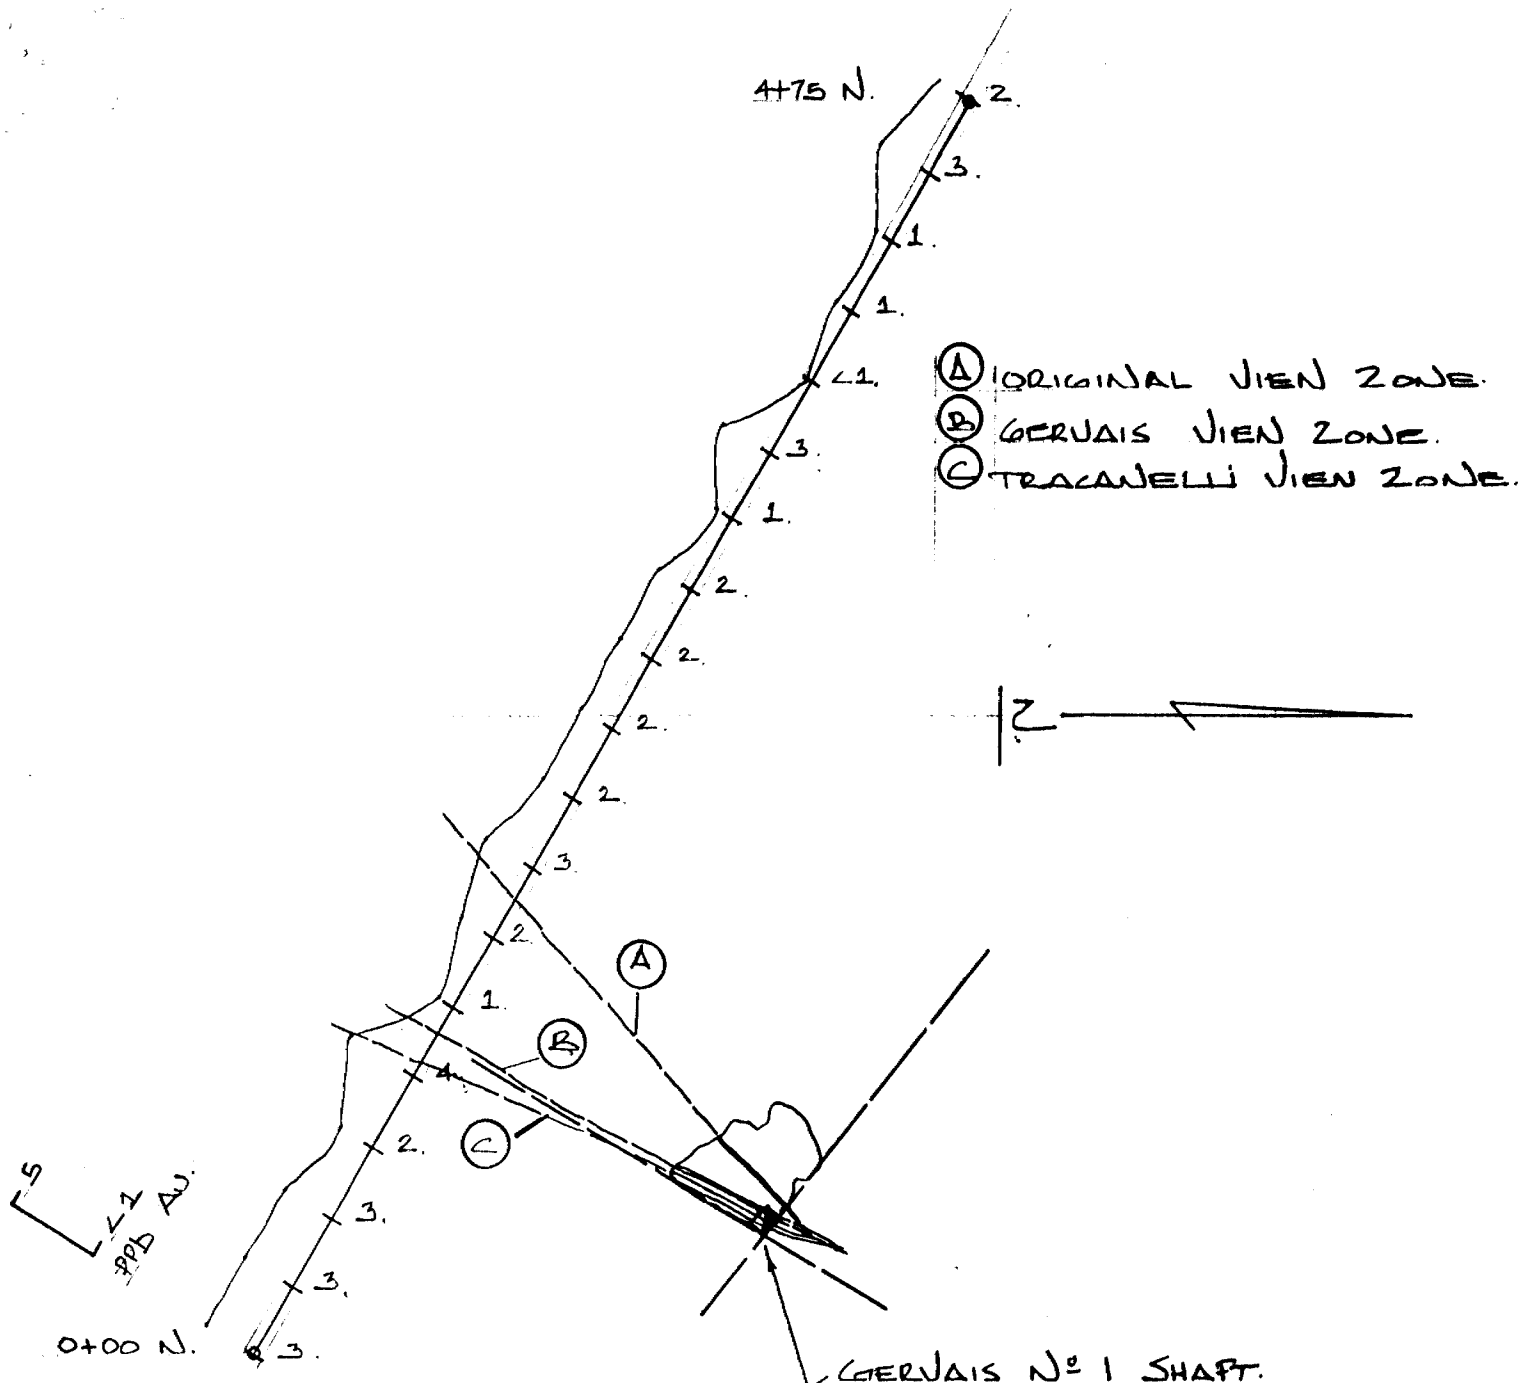 4+75 N.
2.
3.
1.
1.
<1.
A ORIGINAL VIEN ZONE.
B GERVAIS VIEN ZONE.
C TRACANELLI VIEN ZONE.
3.
1.
2.
2.
2.
2.
3.
2
1.
A
B
4.
C
2.
3.
3.
5
<1
PPb Au.
0+00 N.
3.
GERVAIS Nº 1 SHAFT.